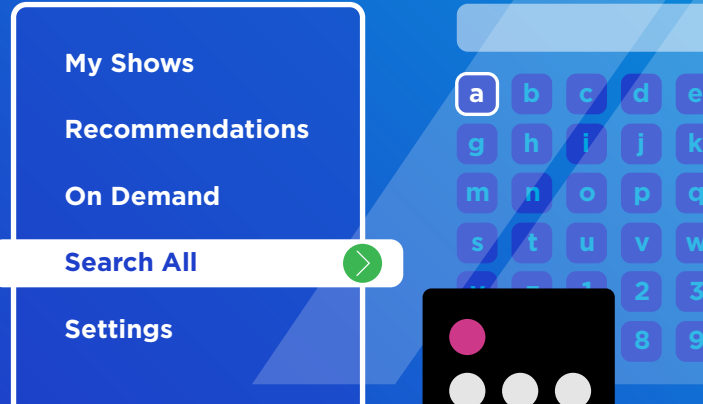 My Shows
Recommendations
On Demand
Search All
Settings
a b c d e
g h i j k
m n o p q
s t u v w
2 3
8 9